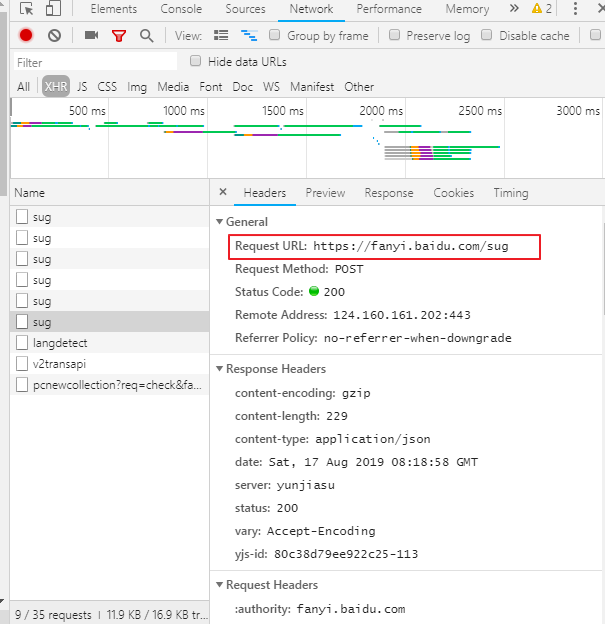 Elements Console Sources Network Performance Memory » 2
View: Group by frame Preserve log Disable cache
Filter Hide data URLs
All XHR JS CSS Img Media Font Doc WS Manifest Other
500 ms 1000 ms 1500 ms 2000 ms 2500 ms 3000 ms
Name
× Headers Preview Response Cookies Timing
sug
sug
sug
sug
sug
sug
langdetect
v2transapi
pcnewcollection?req=check&fa...
General
Request URL: https://fanyi.baidu.com/sug
Request Method: POST
Status Code: 200
Remote Address: 124.160.161.202:443
Referrer Policy: no-referrer-when-downgrade
Response Headers
content-encoding: gzip
content-length: 229
content-type: application/json
date: Sat, 17 Aug 2019 08:18:58 GMT
server: yunjiasu
status: 200
vary: Accept-Encoding
yjs-id: 80c38d79ee922c25-113
Request Headers
:authority: fanyi.baidu.com
9 / 35 requests | 11.9 KB / 16.9 KB tr...